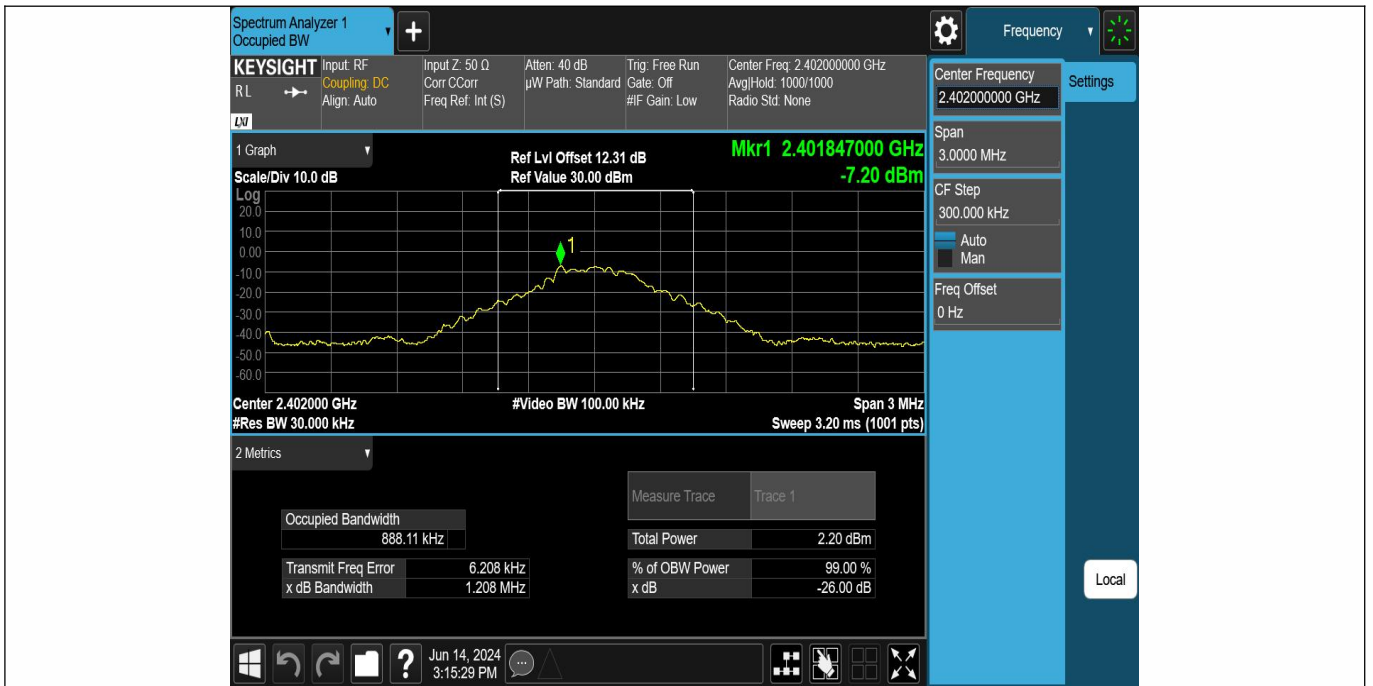 Spectrum Analyzer 1
Occupied BW
+
Frequency
KEYSIGHT
RL
LXI
Input: RF
Coupling: DC
Align: Auto
Input Z: 50 Ω
Corr CCorr
Freq Ref: Int (S)
Atten: 40 dB
µW Path: Standard
Trig: Free Run
Gate: Off
#IF Gain: Low
Center Freq: 2.402000000 GHz
Avg|Hold: 1000/1000
Radio Std: None
Center Frequency
2.402000000 GHz
Settings
Span
3.0000 MHz
CF Step
300.000 kHz
Auto
Man
Freq Offset
0 Hz
Local
1 Graph
Scale/Div 10.0 dB
Ref Lvl Offset 12.31 dB
Ref Value 30.00 dBm
Mkr1 2.401847000 GHz
-7.20 dBm
Log
20.0
10.0
0.00
-10.0
-20.0
-30.0
-40.0
-50.0
-60.0
1
Center 2.402000 GHz
#Res BW 30.000 kHz
#Video BW 100.00 kHz
Span 3 MHz
Sweep 3.20 ms (1001 pts)
2 Metrics
Measure Trace Trace 1
Occupied Bandwidth
888.11 kHz
Total Power 2.20 dBm
Transmit Freq Error 6.208 kHz
% of OBW Power 99.00 %
x dB Bandwidth 1.208 MHz
x dB -26.00 dB
?
Jun 14, 2024
3:15:29 PM